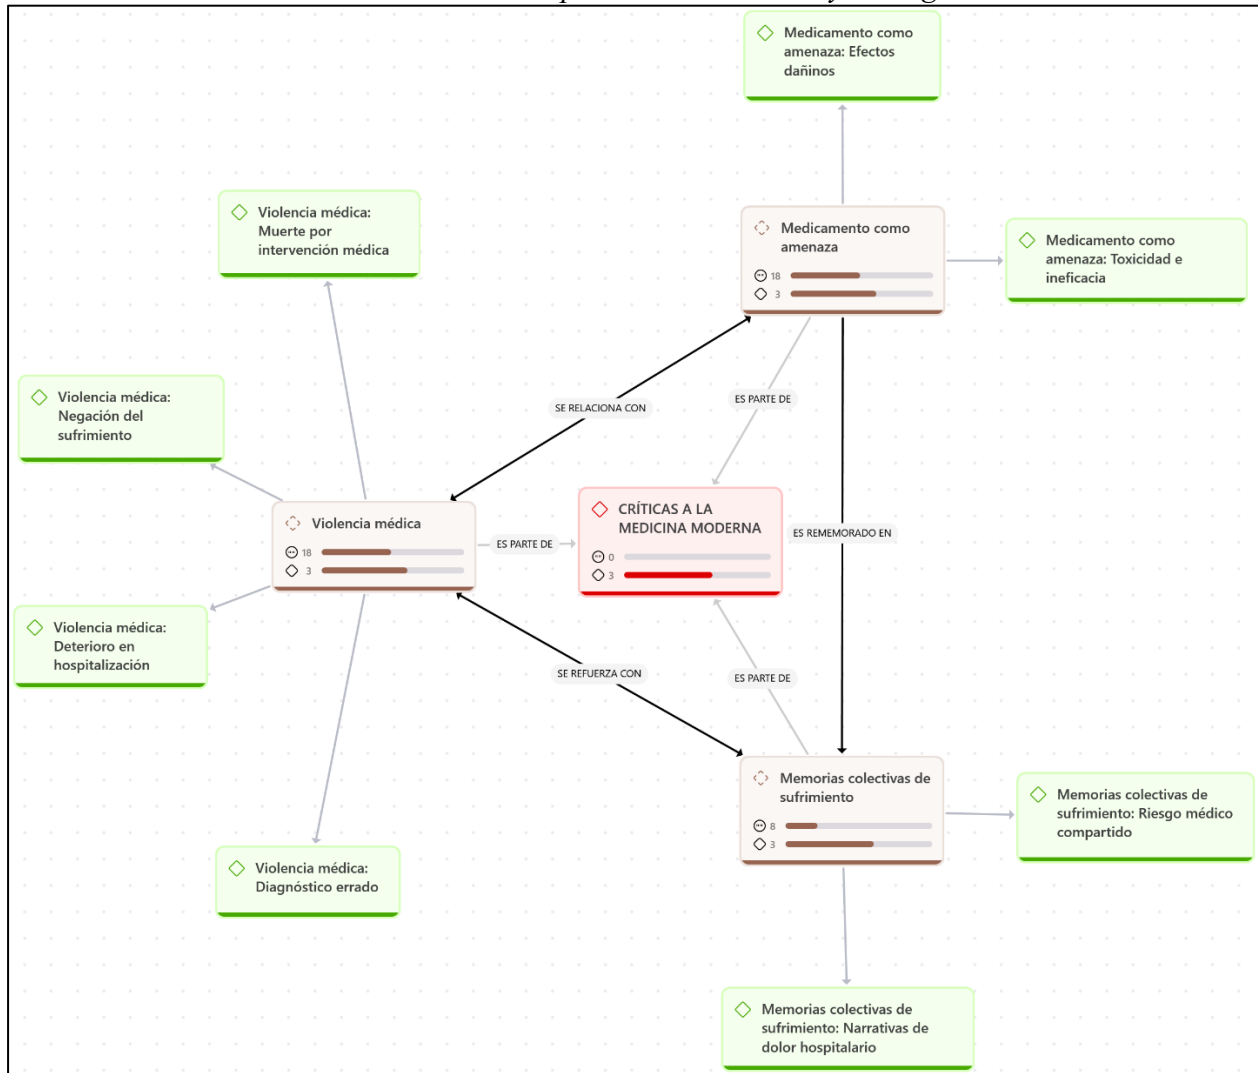 Medicamento como
amenaza: Efectos
dañinos
Violencia médica:
Muerte por
intervención médica
Medicamento como
amenaza
18
3
Medicamento como
amenaza: Toxicidad e
ineficacia
Violencia médica:
Negación del
sufrimiento
SE RELACIONA CON
ES PARTE DE
Violencia médica
18
3
ES PARTE DE
CRÍTICAS A LA
MEDICINA MODERNA
0
3
ES REMEMORADO EN
Violencia médica:
Deterioro en
hospitalización
SE REFUERZA CON
ES PARTE DE
Memorias colectivas de
sufrimiento
8
3
Memorias colectivas de
sufrimiento: Riesgo médico
compartido
Violencia médica:
Diagnóstico errado
Memorias colectivas de
sufrimiento: Narrativas de
dolor hospitalario